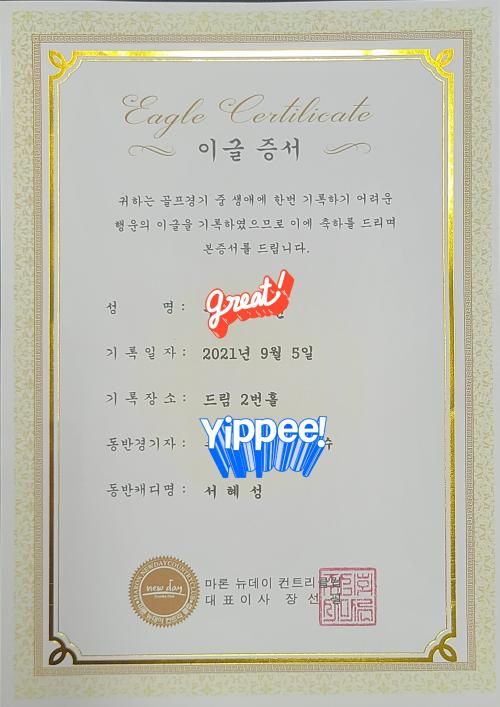 Eagle Certilicate
이글 증서
귀하는 골프경기 중 생애에 한번 기록하기 어려운
행운의 이글을 기록하였으므로 이에 축하를 드리며
본증서를 드립니다.
성 명 : great!
기록일자 : 2021년 9월 5일
기록장소 : 드림 2번홀
동반경기자 : Yippee! 수
동반캐디명 : 서 혜 성
new day
마론 뉴데이 컨트리클럽
대표이사 장 선